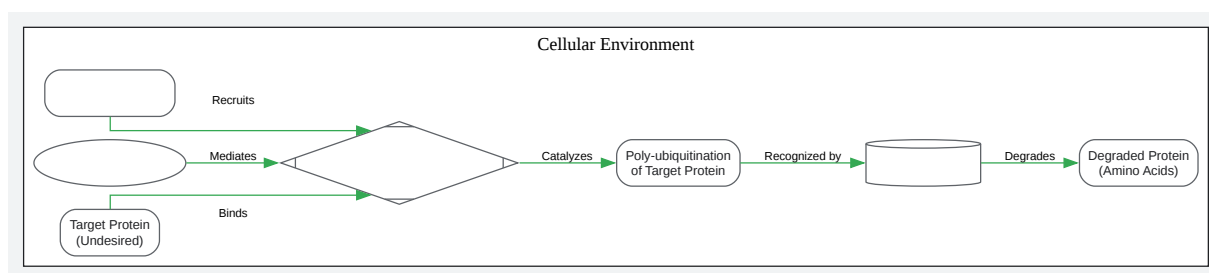 Cellular Environment
Recruits
Mediates
Binds
Target Protein
(Undesired)
Catalyzes
Poly-ubiquitination
of Target Protein
Recognized by
Degrades
Degraded Protein
(Amino Acids)